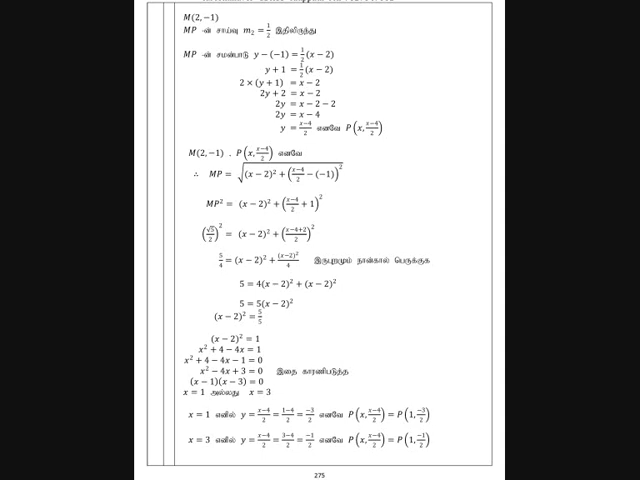 M(2,−1)
MP -ன் சாய்வு m₂ = 1/2 இதிலிருந்து
MP -ன் சமன்பாடு y − (−1) = 1/2 (x − 2)
y + 1 = 1/2 (x − 2)
2 × (y + 1) = x − 2
2y + 2 = x − 2
2y = x − 2 − 2
2y = x − 4
y = (x−4)/2 எனவே P(x, (x−4)/2)
M(2,−1) . P(x, (x−4)/2) எனவே
∴ MP = √((x − 2)² + ((x−4)/2 − (−1))²)
MP² = (x − 2)² + ((x−4)/2 + 1)²
(√5/2)² = (x − 2)² + ((x−4+2)/2)²
5/4 = (x − 2)² + (x−2)²/4 இருபுறமும் நான்கால் பெருக்குக
5 = 4(x − 2)² + (x − 2)²
5 = 5(x − 2)²
(x − 2)² = 5/5
(x − 2)² = 1
x² + 4 − 4x = 1
x² + 4 − 4x − 1 = 0
x² − 4x + 3 = 0 இதை காரணிபடுத்த
(x − 1)(x − 3) = 0
x = 1 அல்லது x = 3
x = 1 எனில் y = (x−4)/2 = (1−4)/2 = −3/2 எனவே P(x, (x−4)/2) = P(1, −3/2)
x = 3 எனில் y = (x−4)/2 = (3−4)/2 = −1/2 எனவே P(x, (x−4)/2) = P(1, −1/2)
275